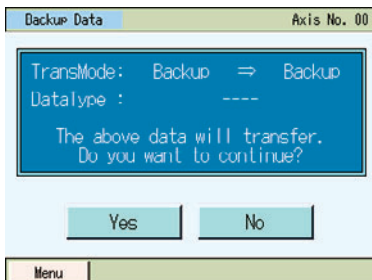 Backup Data Axis No. 00
TransMode: Backup ⇒ Backup
DataType : ----
The above data will transfer.
Do you want to continue?
Yes No
Menu